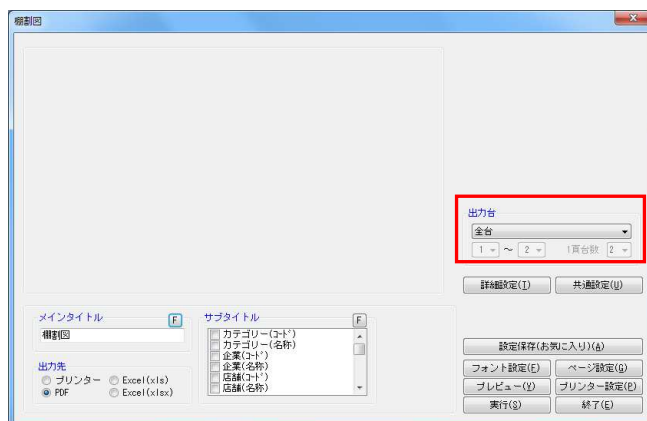 棚割図
出力台
全台
1 ～ 2 1頁台数 2
詳細設定(I) 共通設定(U)
メインタイトル F サブタイトル F
棚割図
カテゴリー(ｺｰﾄﾞ)
カテゴリー(名称)
企業(ｺｰﾄﾞ)
企業(名称)
店舗(ｺｰﾄﾞ)
店舗(名称)
出力先
プリンター Excel(xls)
PDF Excel(xlsx)
設定保存(お気に入り)(A)
フォント設定(F) ページ設定(G)
プレビュー(V) プリンター設定(P)
実行(S) 終了(E)